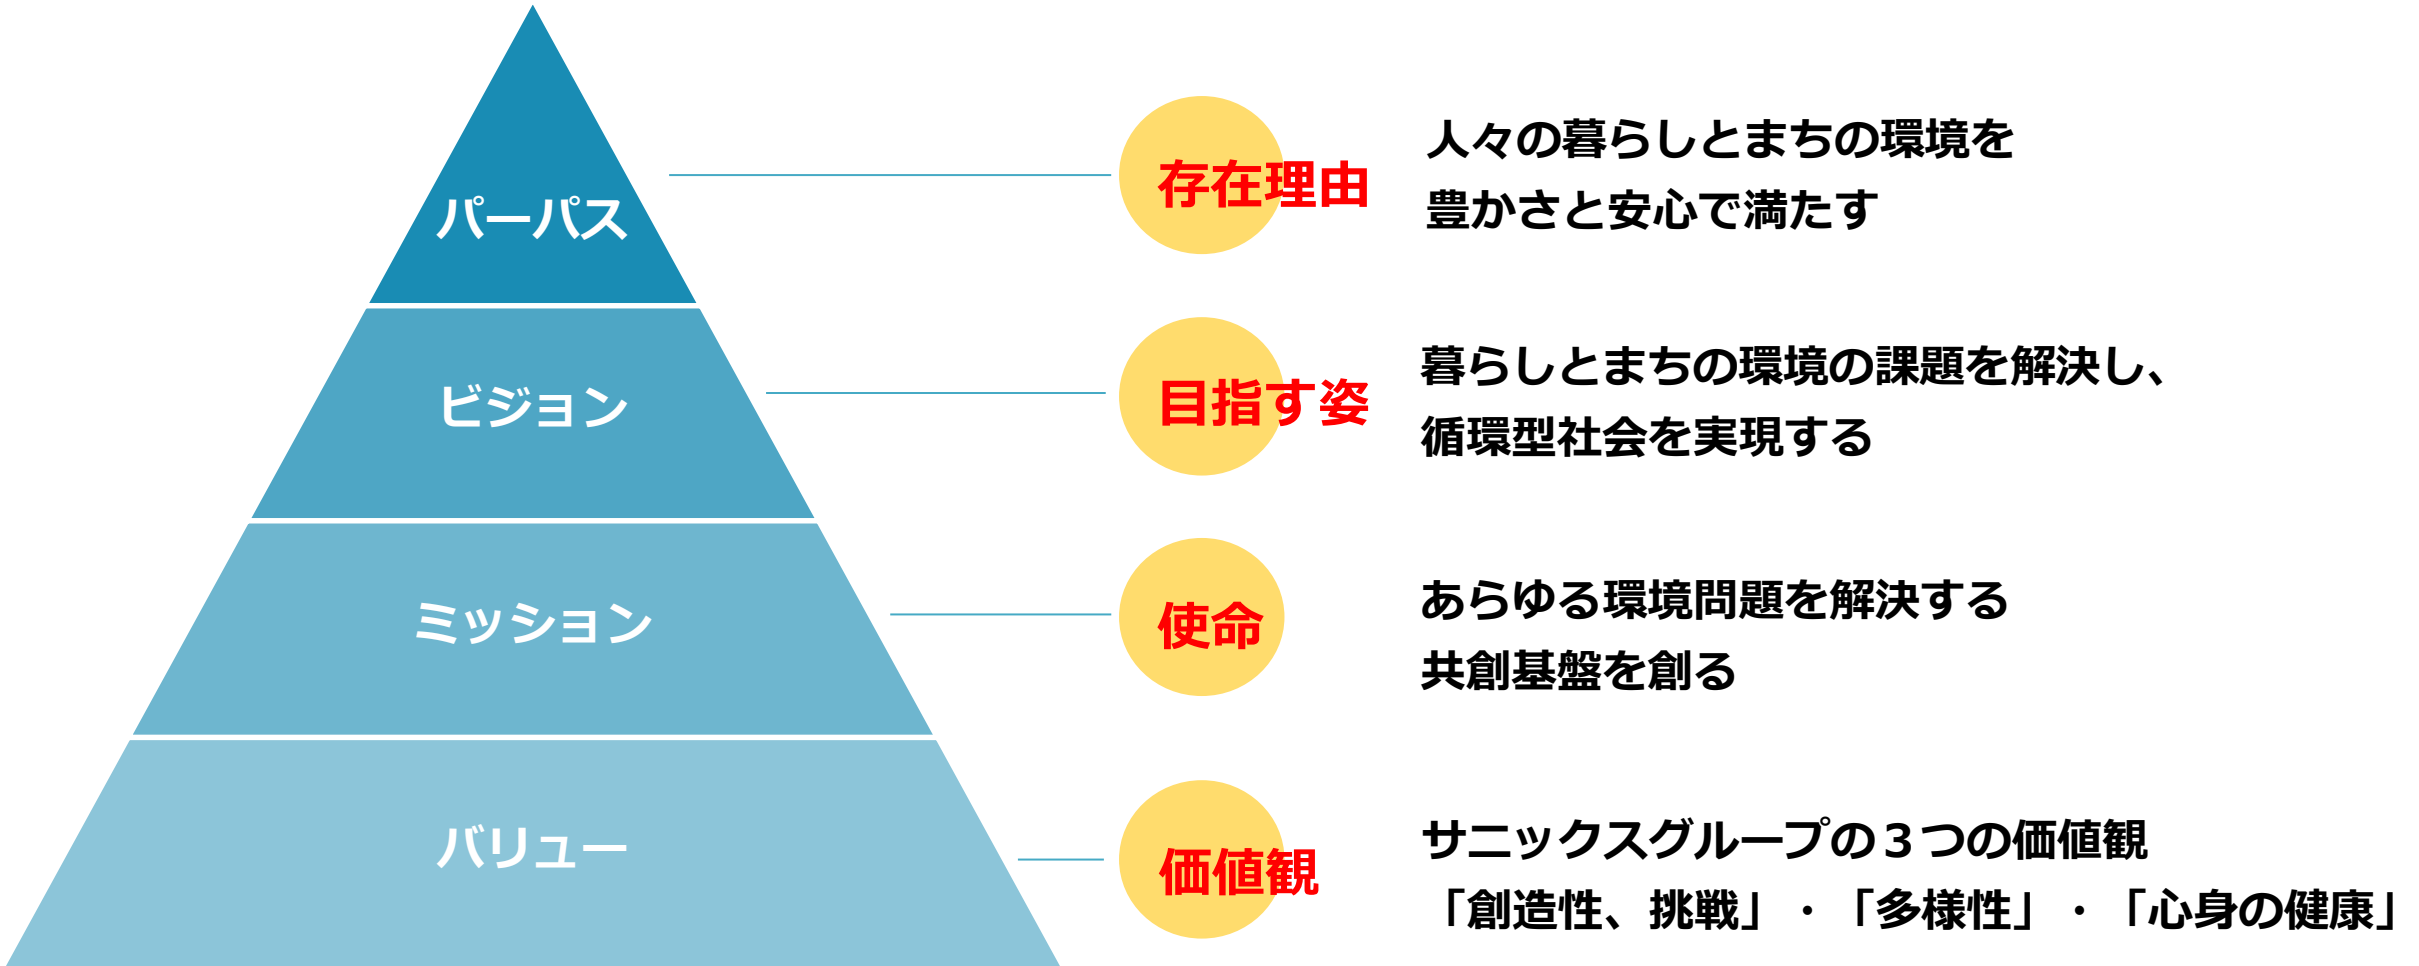 パーパス
存在理由
人々の暮らしとまちの環境を
豊かさと安心で満たす
ビジョン
目指す姿
暮らしとまちの環境の課題を解決し、
循環型社会を実現する
ミッション
使命
あらゆる環境問題を解決する
共創基盤を創る
バリュー
価値観
サニックスグループの３つの価値観
「創造性、挑戦」・「多様性」・「心身の健康」